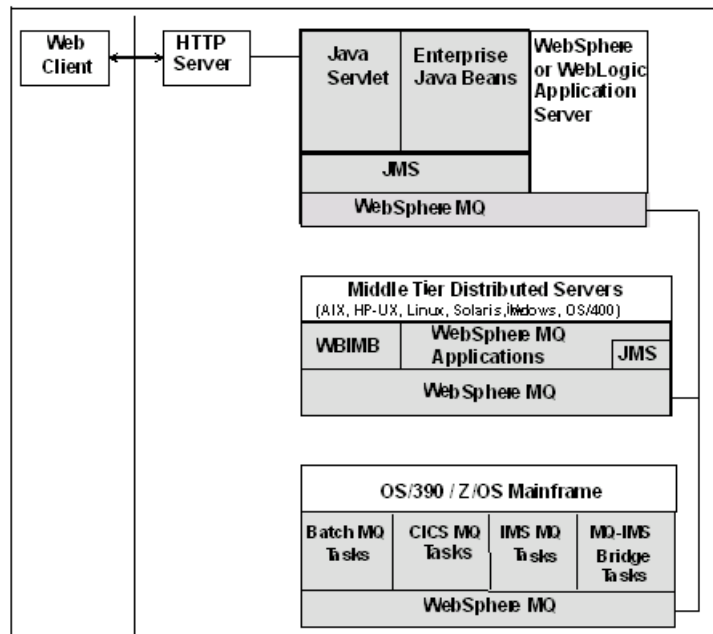 Web
Client
HTTP
Server
Java
Servlet
Enterprise
Java Beans
WebSphere
or WebLogic
Application
Server
JMS
WebSphere MQ
Middle Tier Distributed Servers
(AIX, HP-UX, Linux, Solaris, Windows, OS/400)
WBIMB
WebSphere MQ
Applications
JMS
WebSphere MQ
OS/390 / Z/OS Mainframe
Batch MQ
Tasks
CICS MQ
Tasks
IMS MQ
Tasks
MQ-IMS
Bridge
Tasks
WebSphere MQ